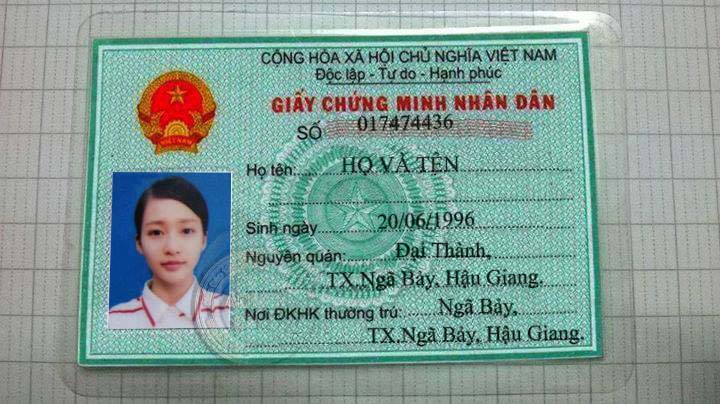 CỘNG HÒA XÃ HỘI CHỦ NGHĨA VIỆT NAM
Độc lập - Tự do - Hạnh phúc
GIẤY CHỨNG MINH NHÂN DÂN
SỐ 017474436
Họ tên: HỌ VÀ TÊN
Sinh ngày 20/06/1996
Nguyên quán: Đại Thành,
TX.Ngã Bảy, Hậu Giang.
Nơi ĐKHK thường trú: Ngã Bảy,
TX.Ngã Bảy, Hậu Giang.
VIỆT NAM